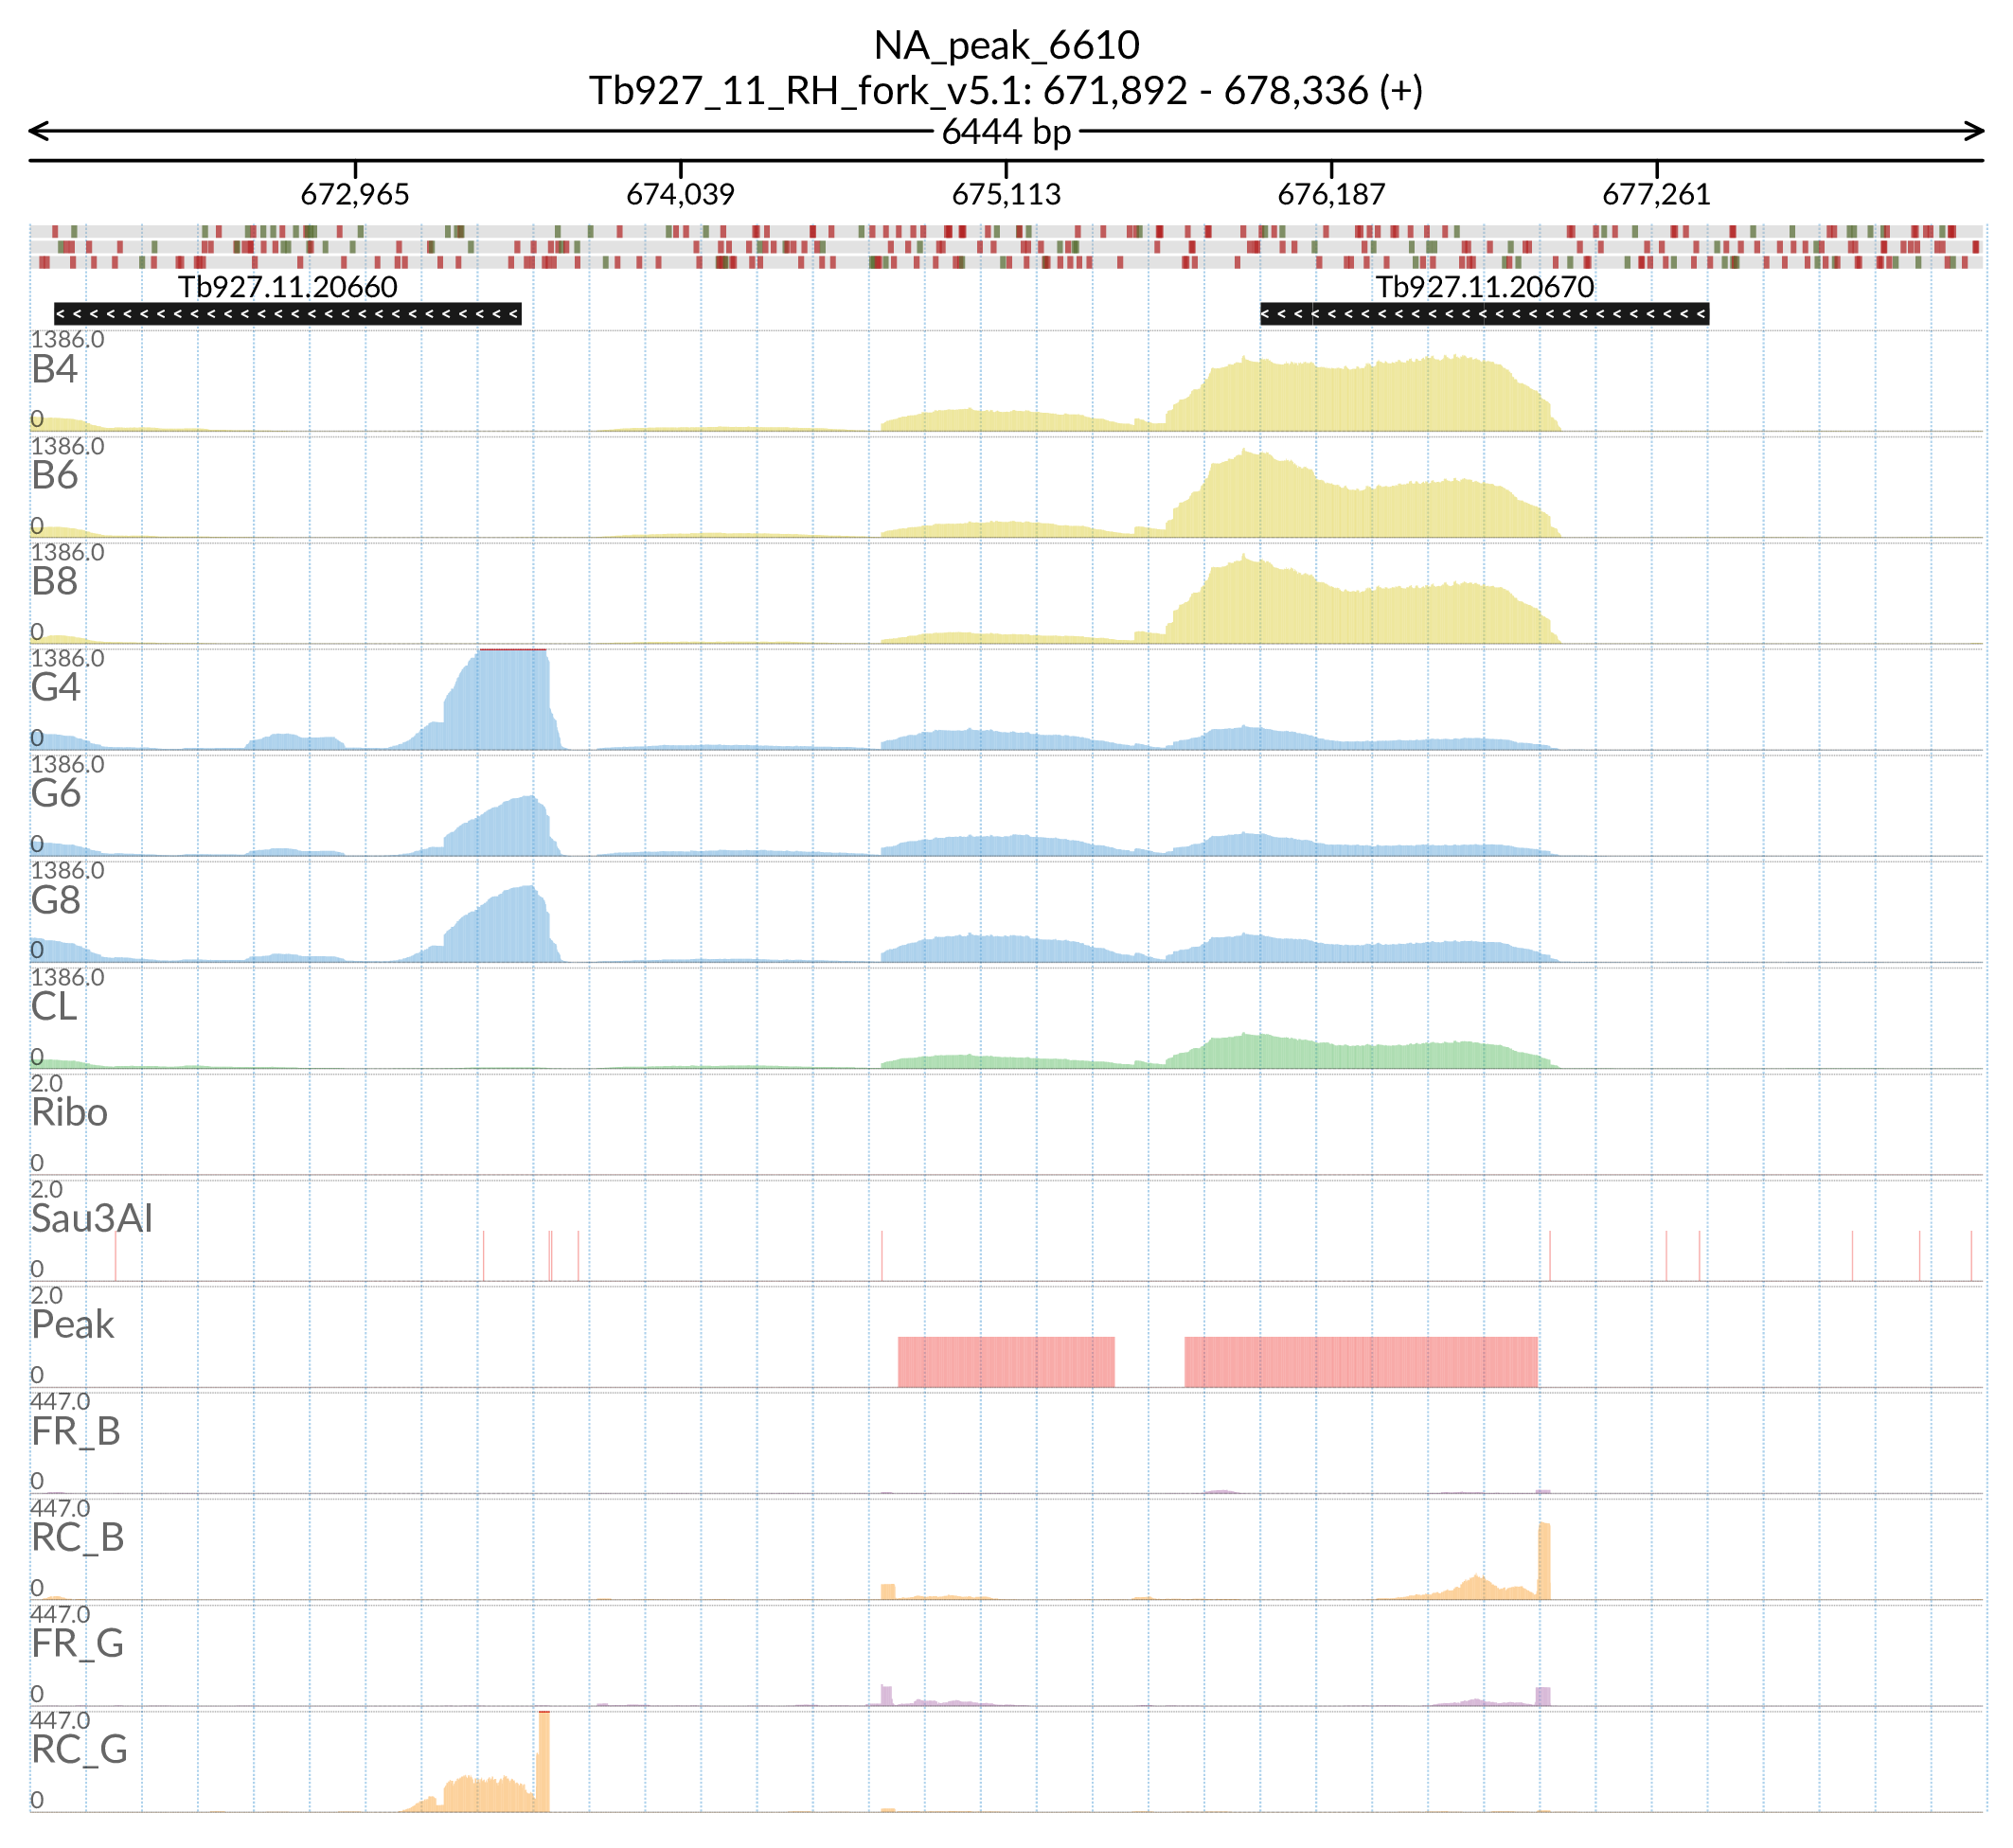 NA_peak_6610
Tb927_11_RH_fork_v5.1: 671,892 - 678,336 (+)
6444 bp
672,965 674,039 675,113 676,187 677,261
Tb927.11.20660 Tb927.11.20670
1386.0
B4
0
1386.0
B6
0
1386.0
B8
0
1386.0
G4
0
1386.0
G6
0
1386.0
G8
0
1386.0
CL
0
2.0
Ribo
0
2.0
Sau3AI
0
2.0
Peak
0
447.0
FR_B
0
447.0
RC_B
0
447.0
FR_G
0
447.0
RC_G
0